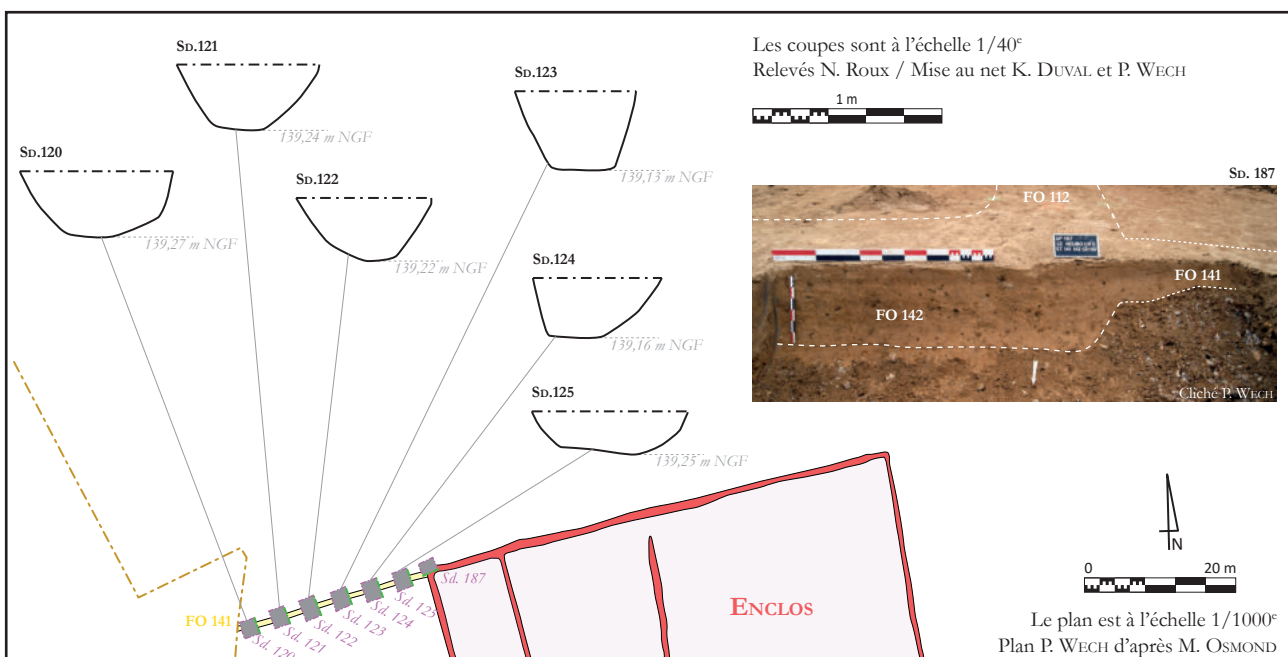 SD.121
SD.123
SD.120
SD.122
SD.124
SD.125
139,24 m NGF
139,13 m NGF
139,27 m NGF
139,22 m NGF
139,16 m NGF
139,25 m NGF
Les coupes sont à l'échelle 1/40e
Relevés N. Roux / Mise au net K. DUVAL et P. WECH
1 m
SD. 187
FO 112
FO 141
FO 142
Cliché P. WECH
FO 141
Sd. 120
Sd. 121
Sd. 122
Sd. 123
Sd. 124
Sd. 125
Sd. 187
ENCLOS
N
0 20 m
Le plan est à l'échelle 1/1000e
Plan P. WECH d'après M. OSMOND